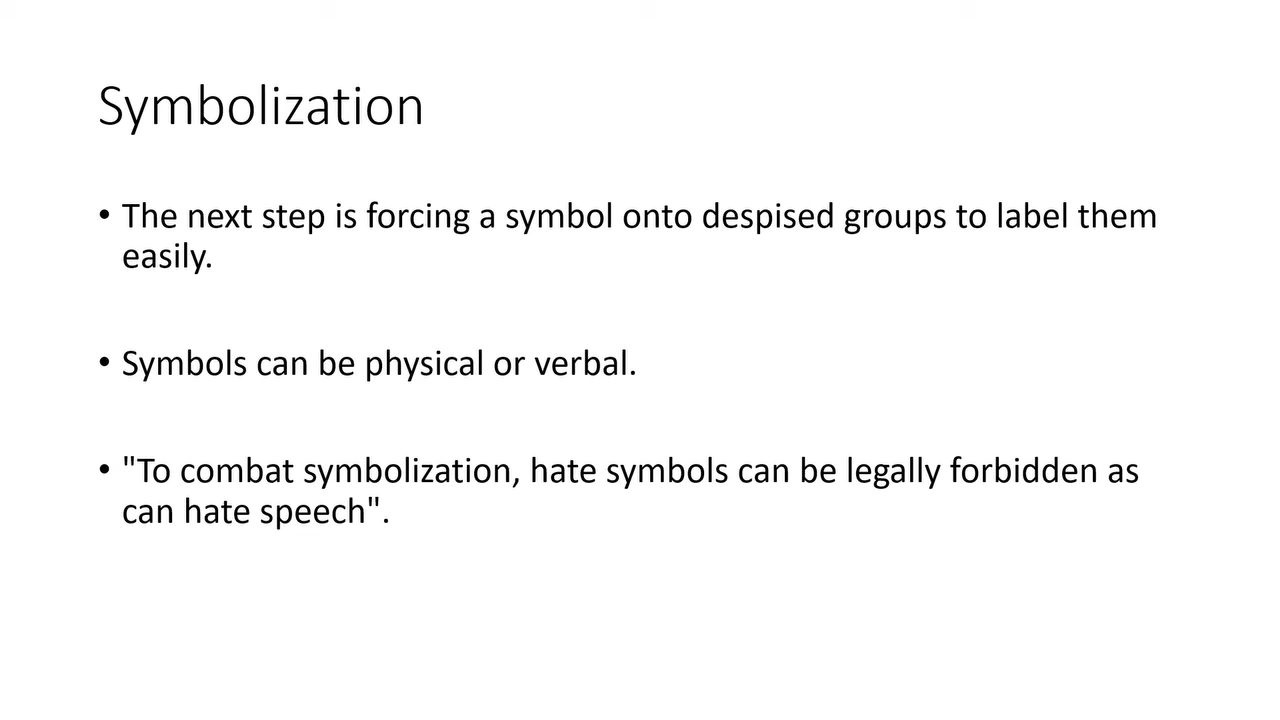 Symbolization
• The next step is forcing a symbol onto despised groups to label them
easily.
• Symbols can be physical or verbal.
• "To combat symbolization, hate symbols can be legally forbidden as
can hate speech".